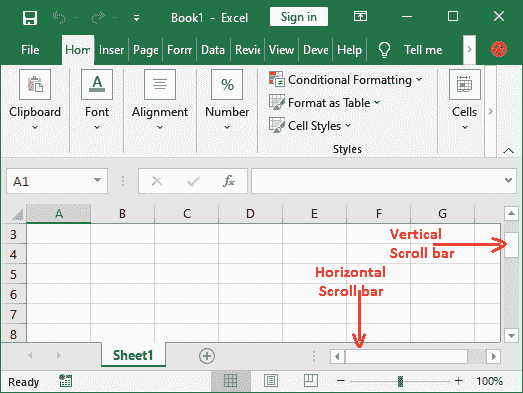 Book1 - Excel
Sign in
File Hom Inser Page Form Data Revie View Deve Help Tell me
Clipboard
Font
Alignment
%
Number
Conditional Formatting
Format as Table
Cell Styles
Styles
Cells
A1
fx
A B C D E F G
3
4
5
6
7
8
Vertical
Scroll bar
Horizontal
Scroll bar
Sheet1
Ready
100%